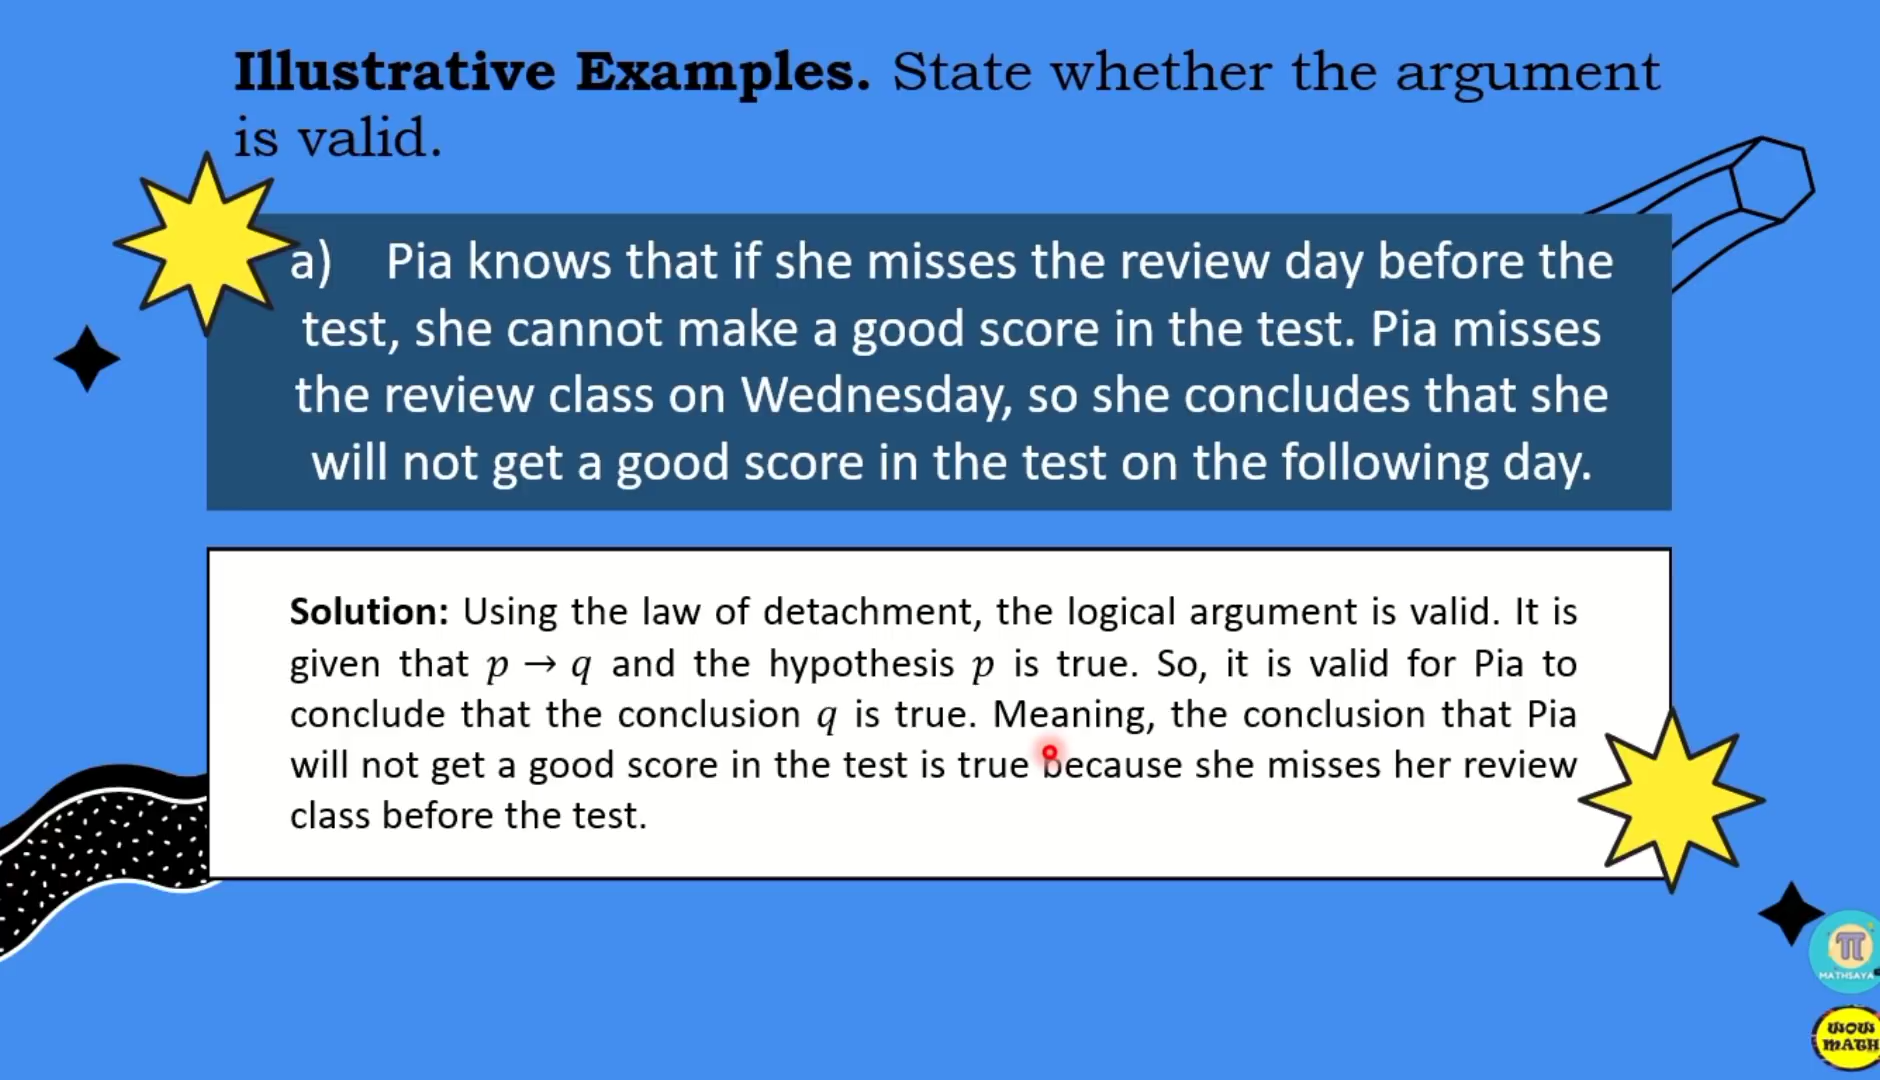 Illustrative Examples. State whether the argument
is valid.
a) Pia knows that if she misses the review day before the
test, she cannot make a good score in the test. Pia misses
the review class on Wednesday, so she concludes that she
will not get a good score in the test on the following day.
Solution: Using the law of detachment, the logical argument is valid. It is
given that p → q and the hypothesis p is true. So, it is valid for Pia to
conclude that the conclusion q is true. Meaning, the conclusion that Pia
will not get a good score in the test is true because she misses her review
class before the test.
π
MATHSAYA
WOW
MATH